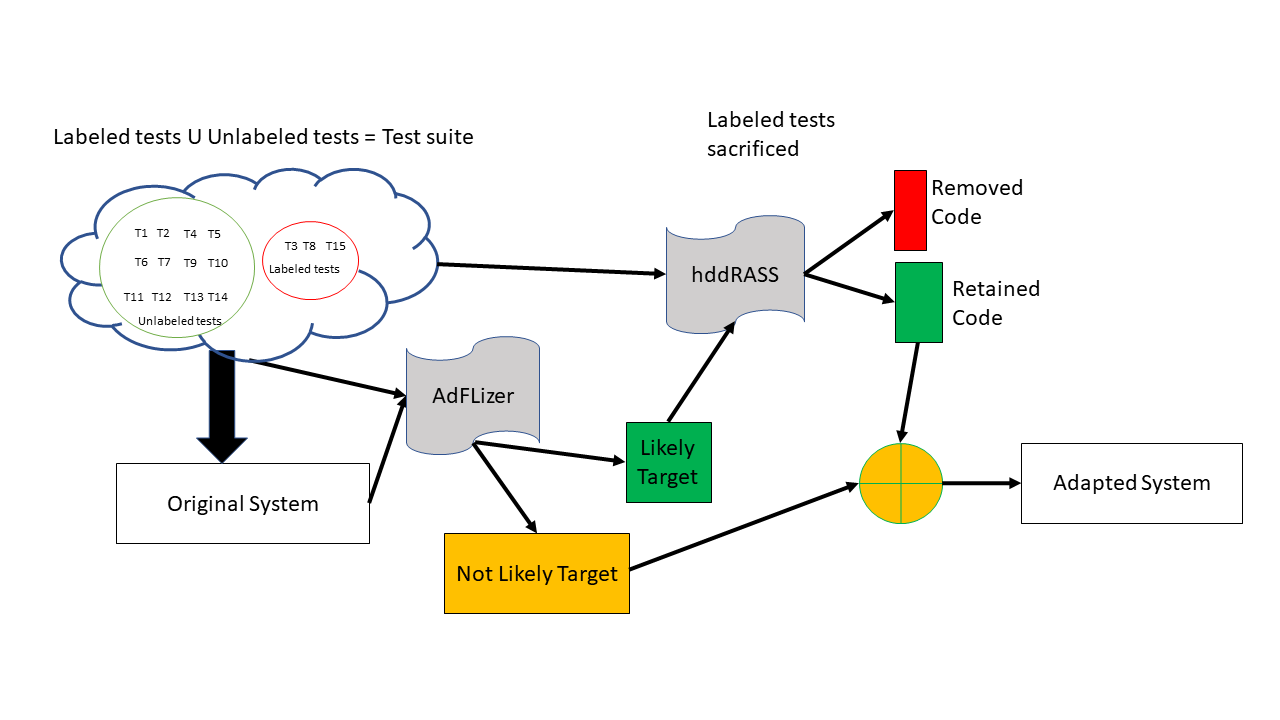 Labeled tests U Unlabeled tests = Test suite
Labeled tests
sacrificed
T1 T2 T4 T5
T6 T7 T9 T10
T11 T12 T13 T14
Unlabeled tests
T3 T8 T15
Labeled tests
hddRASS
Removed
Code
Retained
Code
AdFLizer
Likely
Target
Original System
Not Likely Target
Adapted System